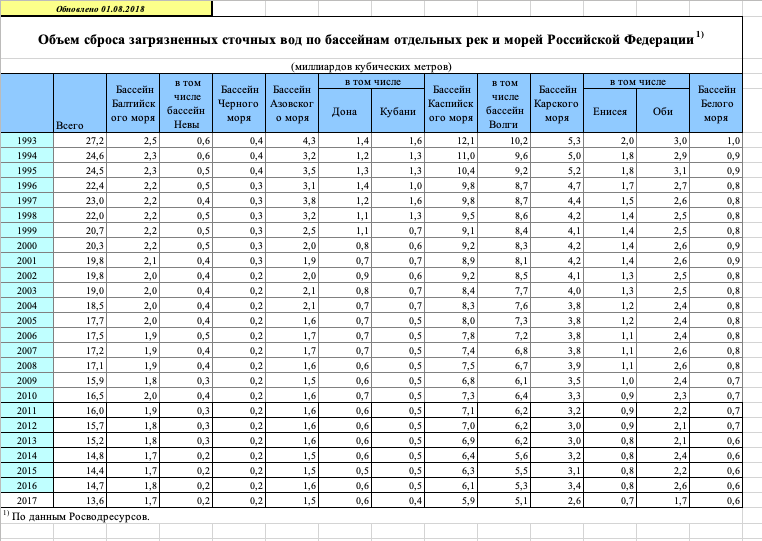 Обновлено 01.08.2018
Объем сброса загрязненных сточных вод по бассейнам отдельных рек и морей Российской Федерации 1)
(миллиардов кубических метров)
Всего Бассейн Балтийск ого моря в том числе бассейн Невы Бассейн Черного моря Бассейн Азовског о моря в том числе Дона Кубани Бассейн Каспийск ого моря в том числе бассейн Волги Бассейн Карского моря в том числе Енисея Оби Бассейн Белого моря
1993 27,2 2,5 0,6 0,4 4,3 1,4 1,6 12,1 10,2 5,3 2,0 3,0 1,0
1994 24,6 2,3 0,6 0,4 3,2 1,2 1,3 11,0 9,6 5,0 1,8 2,9 0,9
1995 24,5 2,3 0,5 0,4 3,5 1,3 1,3 10,4 9,2 5,2 1,8 3,1 0,9
1996 22,4 2,2 0,5 0,3 3,1 1,4 1,0 9,8 8,7 4,7 1,7 2,7 0,8
1997 23,0 2,2 0,4 0,3 3,8 1,2 1,6 9,8 8,7 4,4 1,5 2,6 0,8
1998 22,0 2,2 0,5 0,3 3,2 1,1 1,3 9,5 8,6 4,2 1,4 2,5 0,8
1999 20,7 2,2 0,5 0,3 2,5 1,1 0,7 9,1 8,4 4,1 1,4 2,5 0,8
2000 20,3 2,2 0,5 0,3 2,0 0,8 0,6 9,2 8,3 4,2 1,4 2,6 0,9
2001 19,8 2,1 0,4 0,3 1,9 0,7 0,7 8,9 8,1 4,2 1,4 2,6 0,9
2002 19,8 2,0 0,4 0,2 2,0 0,9 0,6 9,2 8,5 4,1 1,3 2,5 0,8
2003 19,0 2,0 0,4 0,2 2,1 0,8 0,7 8,4 7,7 4,0 1,3 2,5 0,8
2004 18,5 2,0 0,4 0,2 2,1 0,7 0,7 8,3 7,6 3,8 1,2 2,4 0,8
2005 17,7 2,0 0,4 0,2 1,6 0,7 0,5 8,0 7,3 3,8 1,2 2,4 0,8
2006 17,5 1,9 0,5 0,2 1,7 0,7 0,5 7,8 7,2 3,8 1,1 2,4 0,8
2007 17,2 1,9 0,4 0,2 1,7 0,7 0,5 7,4 6,8 3,8 1,1 2,6 0,8
2008 17,1 1,9 0,4 0,2 1,6 0,6 0,5 7,5 6,7 3,9 1,1 2,6 0,8
2009 15,9 1,8 0,3 0,2 1,5 0,6 0,5 6,8 6,1 3,5 1,0 2,4 0,7
2010 16,5 2,0 0,4 0,2 1,6 0,7 0,5 7,3 6,4 3,3 0,9 2,3 0,7
2011 16,0 1,9 0,3 0,2 1,6 0,6 0,5 7,1 6,2 3,2 0,9 2,2 0,7
2012 15,7 1,8 0,3 0,2 1,6 0,6 0,5 7,0 6,2 3,0 0,9 2,1 0,7
2013 15,2 1,8 0,3 0,2 1,6 0,6 0,5 6,9 6,2 3,0 0,8 2,1 0,6
2014 14,8 1,7 0,2 0,2 1,5 0,6 0,5 6,4 5,6 3,2 0,8 2,4 0,6
2015 14,4 1,7 0,2 0,2 1,5 0,5 0,5 6,3 5,5 3,1 0,8 2,2 0,6
2016 14,7 1,8 0,2 0,2 1,6 0,6 0,5 6,1 5,3 3,4 0,8 2,6 0,6
2017 13,6 1,7 0,2 0,2 1,5 0,6 0,4 5,9 5,1 2,6 0,7 1,7 0,6
1) По данным Росводресурсов.